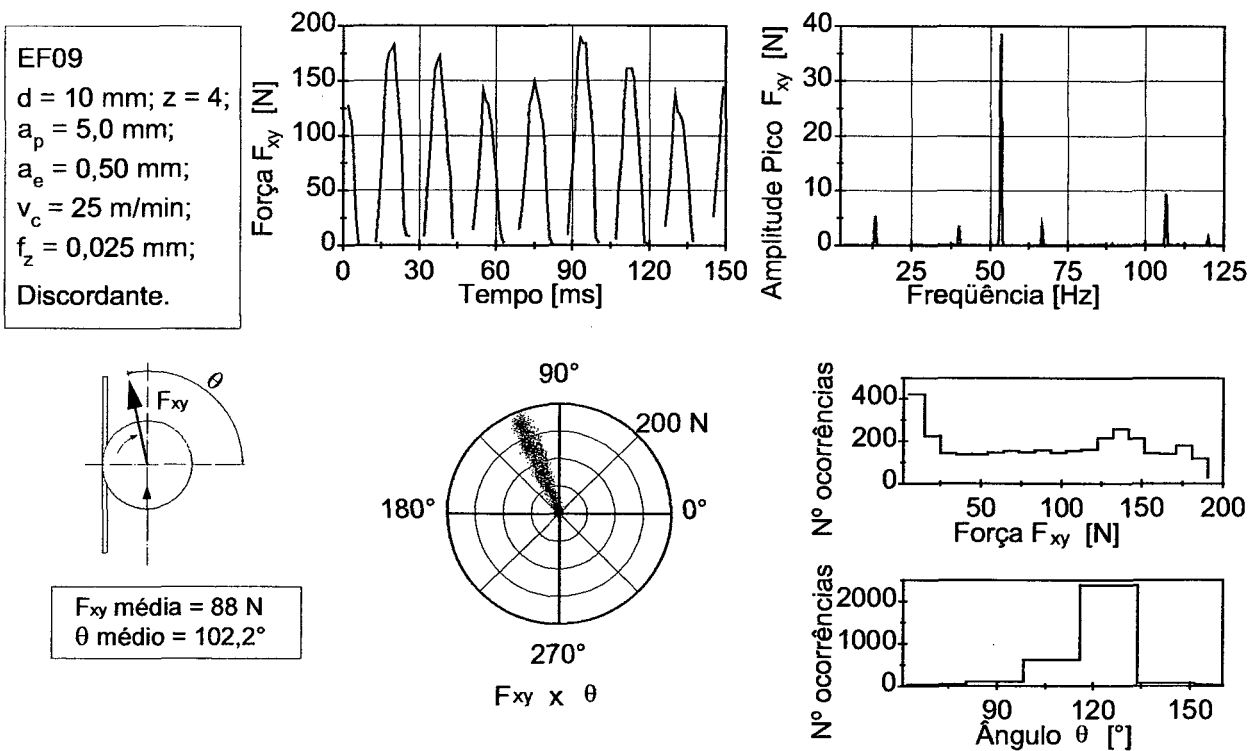 EF09
d = 10 mm; z = 4;
a_p = 5,0 mm;
a_e = 0,50 mm;
v_c = 25 m/min;
f_z = 0,025 mm;
Discordante.
Força F_xy [N]
200
150
100
50
0
0 30 60 90 120 150
Tempo [ms]
Amplitude Pico F_xy [N]
40
30
20
10
0
25 50 75 100 125
Freqüência [Hz]
F_xy
θ
F_xy média = 88 N
θ médio = 102,2°
90°
200 N
180°
0°
270°
F_xy x θ
Nº ocorrências
400
200
0
50 100 150 200
Força F_xy [N]
Nº ocorrências
2000
1000
0
90 120 150
Ângulo θ [°]